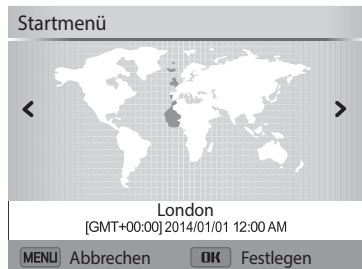 Startmenü
London
[GMT+00:00] 2014/01/01 12:00 AM
MENU Abbrechen OK Festlegen